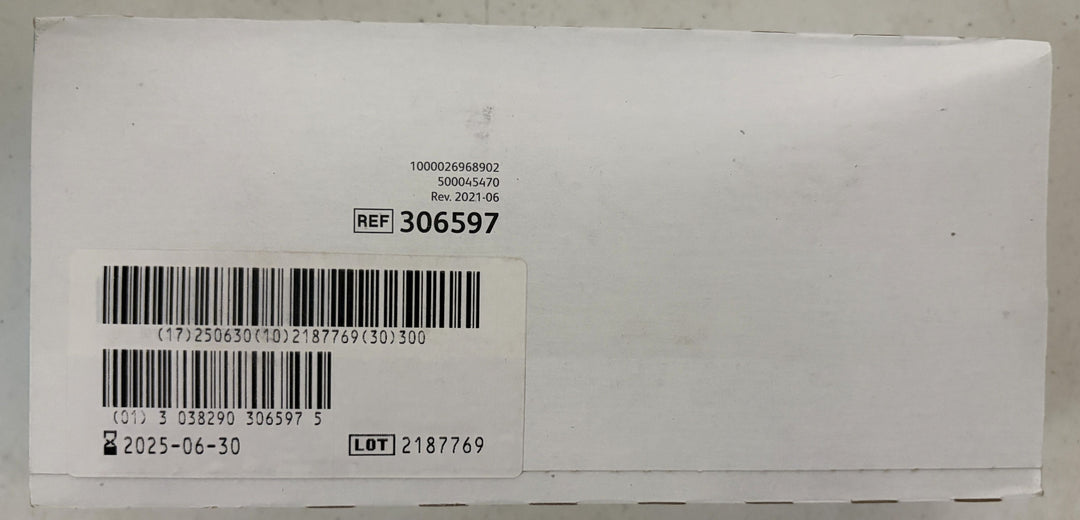 1000026968902
500045470
Rev. 2021-06
REF 306597
(17)250630(10)2187769(30)300
(01) 3 038290 306597 5
2025-06-30 LOT 2187769